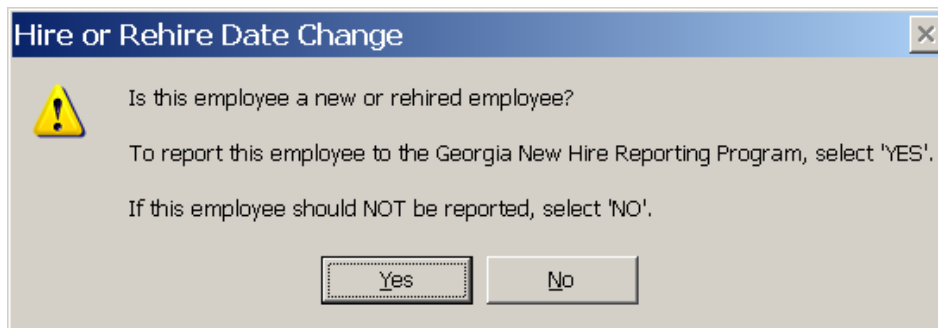 Hire or Rehire Date Change
Is this employee a new or rehired employee?
To report this employee to the Georgia New Hire Reporting Program, select 'YES'.
If this employee should NOT be reported, select 'NO'.
Yes
No